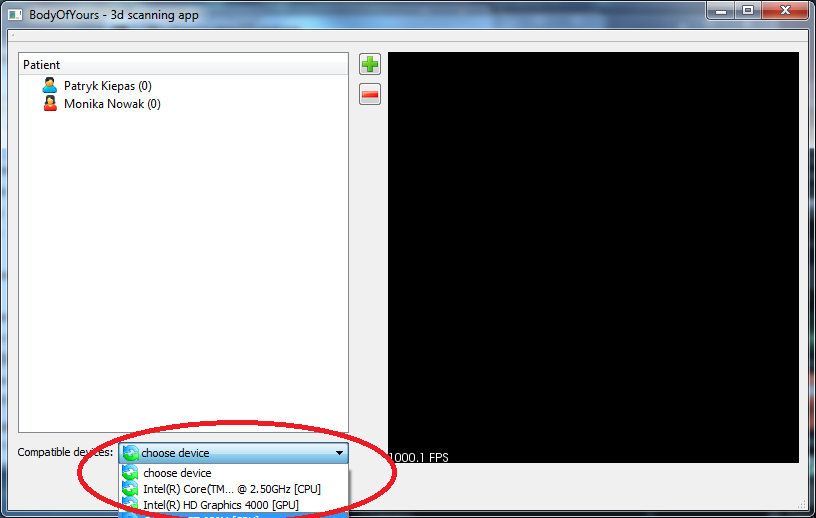 BodyOfYours - 3d scanning app
Patient
Patryk Kiepas (0)
Monika Nowak (0)
1000.1 FPS
Compatible devices:
choose device
choose device
Intel(R) Core(TM... @ 2.50GHz [CPU]
Intel(R) HD Graphics 4000 [GPU]